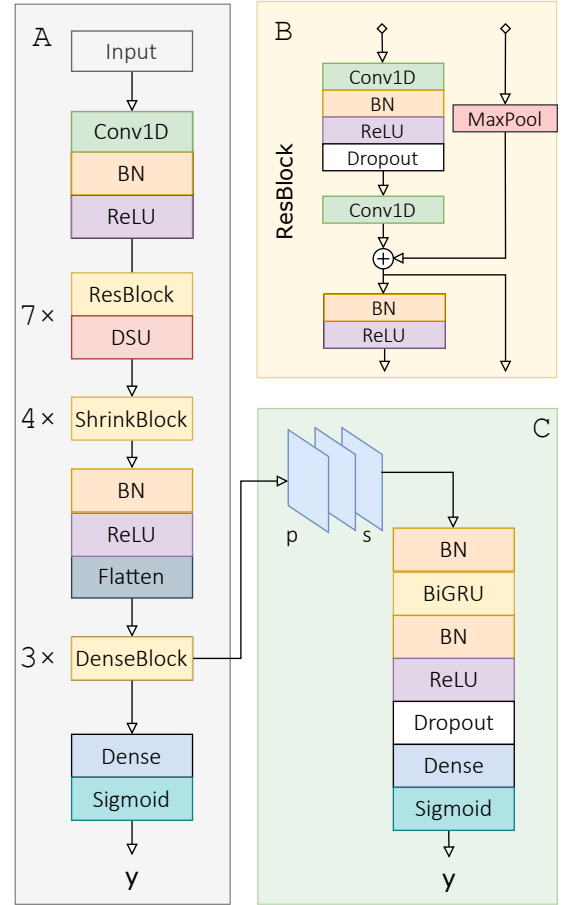 A
Input
Conv1D
BN
ReLU
7×
ResBlock
DSU
4×
ShrinkBlock
BN
ReLU
Flatten
3×
DenseBlock
Dense
Sigmoid
y
B
ResBlock
Conv1D
BN
ReLU
Dropout
MaxPool
Conv1D
+
BN
ReLU
C
p
s
BN
BiGRU
BN
ReLU
Dropout
Dense
Sigmoid
y